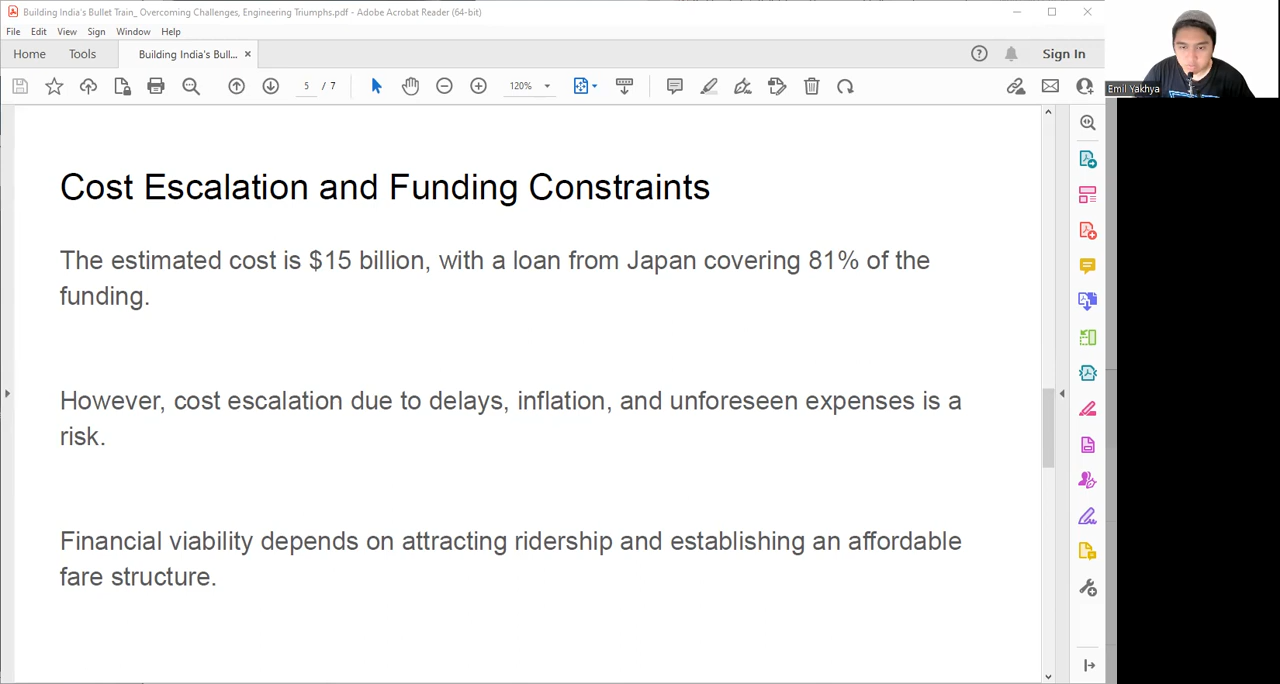 Building India's Bullet Train_ Overcoming Challenges, Engineering Triumphs.pdf - Adobe Acrobat Reader (64-bit)
File Edit View Sign Window Help
Home Tools Building India's Bull... × Sign In
5 / 7 120%
Emil Yakhya
Cost Escalation and Funding Constraints
The estimated cost is $15 billion, with a loan from Japan covering 81% of the
funding.
However, cost escalation due to delays, inflation, and unforeseen expenses is a
risk.
Financial viability depends on attracting ridership and establishing an affordable
fare structure.